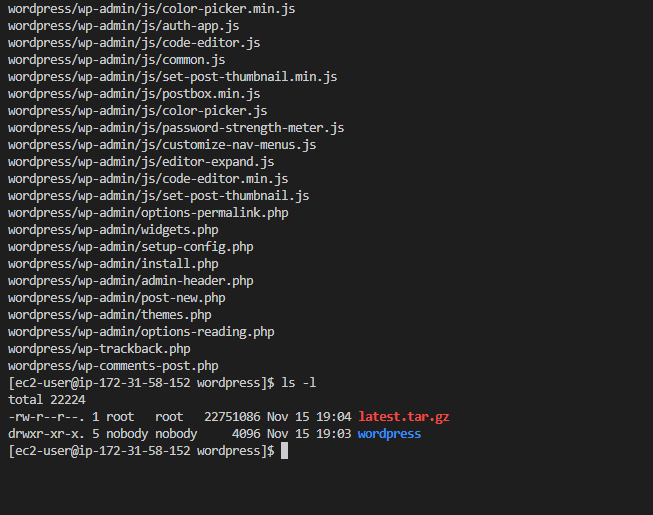 wordpress/wp-admin/js/color-picker.min.js
wordpress/wp-admin/js/auth-app.js
wordpress/wp-admin/js/code-editor.js
wordpress/wp-admin/js/common.js
wordpress/wp-admin/js/set-post-thumbnail.min.js
wordpress/wp-admin/js/postbox.min.js
wordpress/wp-admin/js/color-picker.js
wordpress/wp-admin/js/password-strength-meter.js
wordpress/wp-admin/js/customize-nav-menus.js
wordpress/wp-admin/js/editor-expand.js
wordpress/wp-admin/js/code-editor.min.js
wordpress/wp-admin/js/set-post-thumbnail.js
wordpress/wp-admin/options-permalink.php
wordpress/wp-admin/widgets.php
wordpress/wp-admin/setup-config.php
wordpress/wp-admin/install.php
wordpress/wp-admin/admin-header.php
wordpress/wp-admin/post-new.php
wordpress/wp-admin/themes.php
wordpress/wp-admin/options-reading.php
wordpress/wp-trackback.php
wordpress/wp-comments-post.php
[ec2-user@ip-172-31-58-152 wordpress]$ ls -l
total 22224
-rw-r--r--. 1 root   root   22751086 Nov 15 19:04 latest.tar.gz
drwxr-xr-x. 5 nobody nobody     4096 Nov 15 19:03 wordpress
[ec2-user@ip-172-31-58-152 wordpress]$